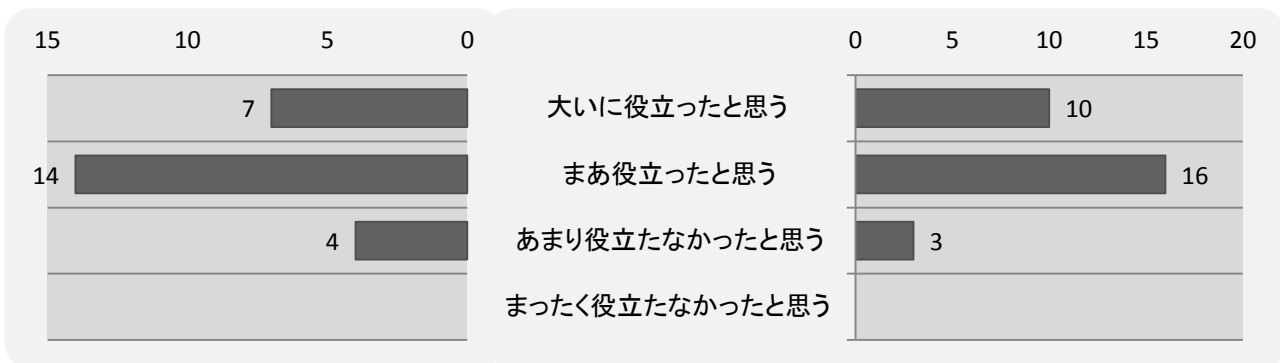 15 10 5 0 0 5 10 15 20
7 大いに役立ったと思う 10
14 まあ役立ったと思う 16
4 あまり役立たなかったと思う 3
まったく役立たなかったと思う